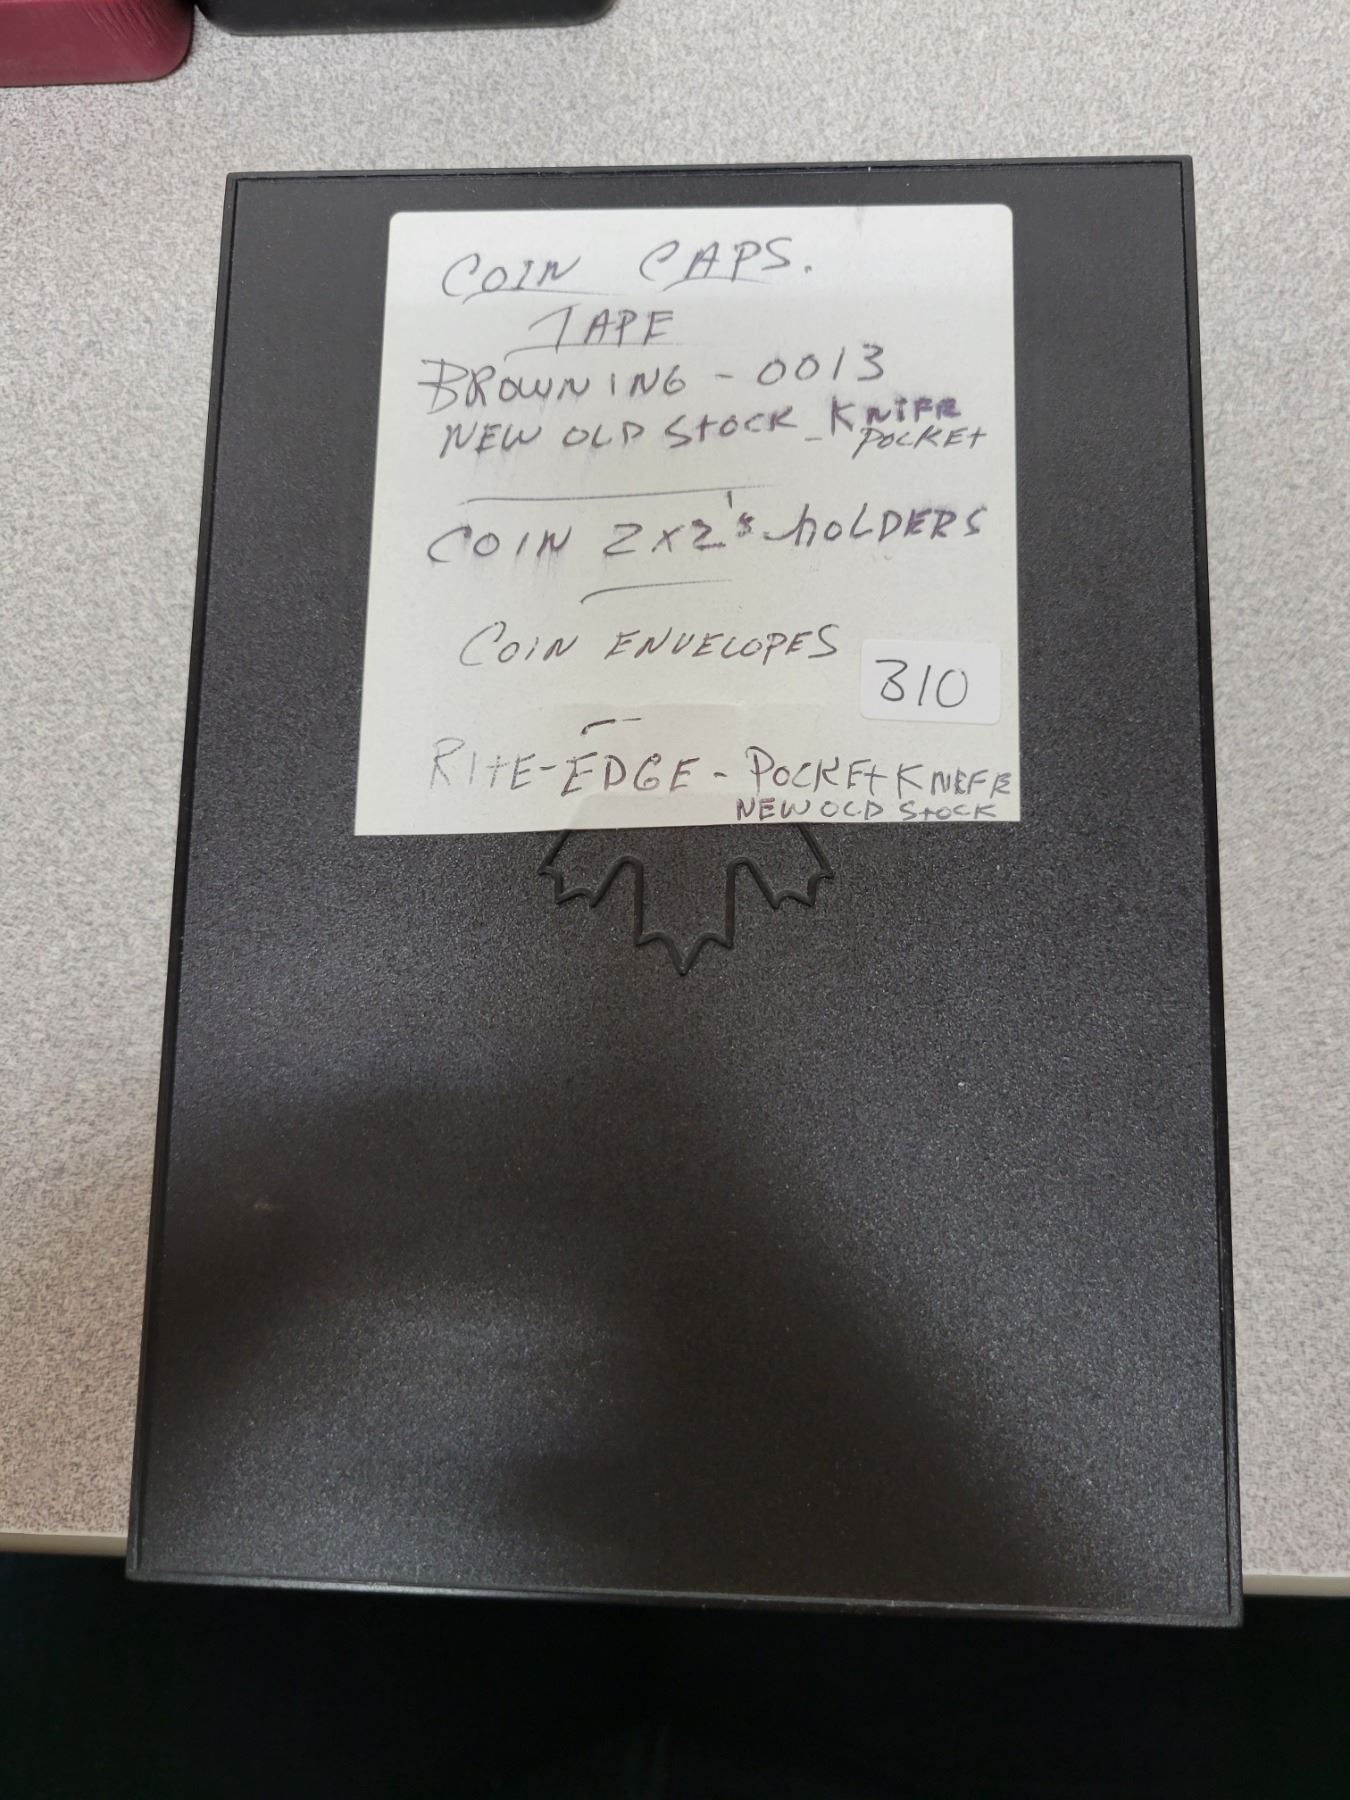 COIN CAPS.
TAPE
BROWNING - 0013
NEW OLD STOCK - KNIFE
POCKET
COIN 2x2's - hOLDERS
COIN ENVELOPES
310
RItE-EDGE - POCKEt KNIFE
NEW OLD StOCK